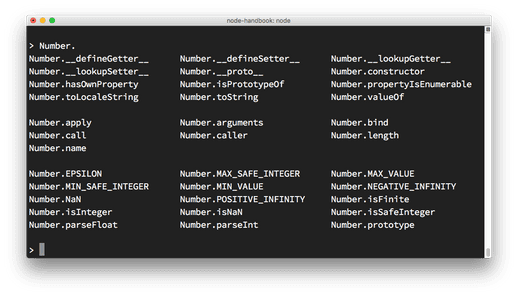 node-handbook: node
> Number.
Number.__defineGetter__ Number.__defineSetter__ Number.__lookupGetter__
Number.__lookupSetter__ Number.__proto__ Number.constructor
Number.hasOwnProperty Number.isPrototypeOf Number.propertyIsEnumerable
Number.toLocaleString Number.toString Number.valueOf
Number.apply Number.arguments Number.bind
Number.call Number.caller Number.length
Number.name
Number.EPSILON Number.MAX_SAFE_INTEGER Number.MAX_VALUE
Number.MIN_SAFE_INTEGER Number.MIN_VALUE Number.NEGATIVE_INFINITY
Number.NaN Number.POSITIVE_INFINITY Number.isFinite
Number.isInteger Number.isNaN Number.isSafeInteger
Number.parseFloat Number.parseInt Number.prototype
>